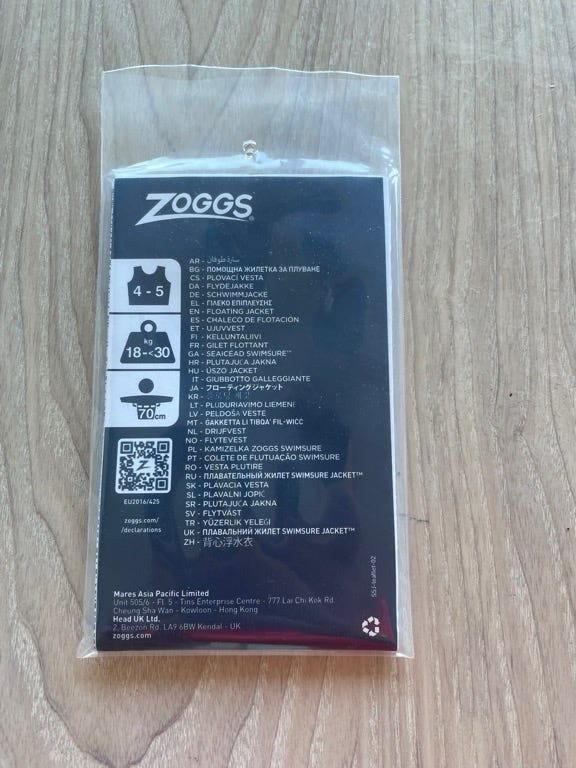 ZOGGS
4 - 5
kg
18-<30
70cm
EU2016/425
zoggs.com/
/declarations
AR - سترة طوفان
BG - ПОМОЩНА ЖИЛЕТКА ЗА ПЛУВАНЕ
CS - PLOVACÍ VESTA
DA - FLYDEJAKKE
DE - SCHWIMMJACKE
EL - ΓΙΛΕΚΟ ΕΠΙΠΛΕΥΣΗΣ
EN - FLOATING JACKET
ES - CHALECO DE FLOTACIÓN
ET - UJUVVEST
FI - KELLUNTALIIVI
FR - GILET FLOTTANT
GA - SEAICÉAD SWIMSURE™
HR - PLUTAJUĆA JAKNA
HU - ÚSZÓ JACKET
IT - GIUBBOTTO GALLEGGIANTE
JA - フローティングジャケット
KR -
LT - PLŪDURIAVIMO LIEMENĖ
LV - PELDOŠA VESTE
MT - GAKKETTA LI TIBQA' FIL-WIĊĊ
NL - DRIJFVEST
NO - FLYTEVEST
PL - KAMIZELKA ZOGGS SWIMSURE
PT - COLETE DE FLUTUAÇÃO SWIMSURE
RO - VESTA PLUTIRE
RU - ПЛАВАТЕЛЬНЫЙ ЖИЛЕТ SWIMSURE JACKET™
SK - PLÁVACIA VESTA
SL - PLAVALNI JOPIČ
SR - PLUTAJUĆA JAKNA
SV - FLYTVÄST
TR - YÜZERLIK YELEĞI
UK - ПЛАВАЛЬНИЙ ЖИЛЕТ SWIMSURE JACKET™
ZH - 背心浮水衣
SSJ-leaflet-02
Mares Asia Pacific Limited
Unit 505/6 - Fl. 5 - Tins Enterprise Centre - 777 Lai Chi Kok Rd.
Cheung Sha Wan - Kowloon - Hong Kong
Head UK Ltd.
2, Beezon Rd. LA9 6BW Kendal - UK
zoggs.com